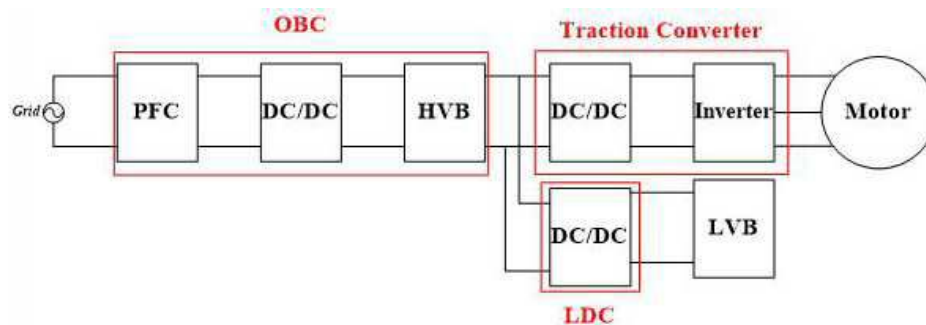 OBC
Traction Converter
Grid
PFC
DC/DC
HVB
DC/DC
Inverter
Motor
DC/DC
LVB
LDC